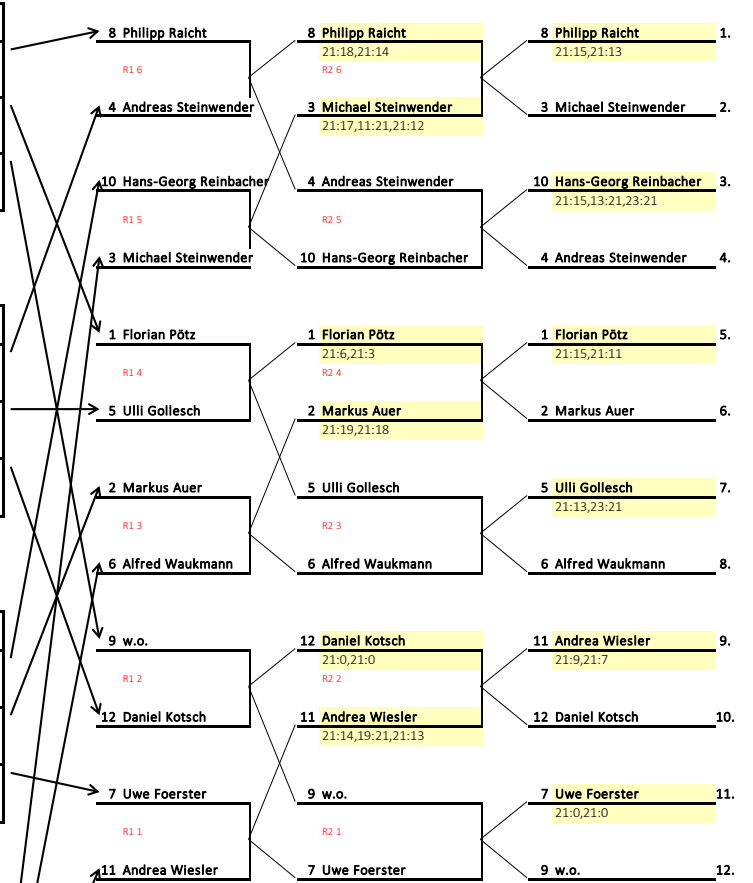 8 Philipp Raicht 8 Philipp Raicht 8 Philipp Raicht 1.
21:18,21:14 21:15,21:13
R1 6 R2 6
4 Andreas Steinwender 3 Michael Steinwender 3 Michael Steinwender 2.
21:17,11:21,21:12
10 Hans-Georg Reinbacher 4 Andreas Steinwender 10 Hans-Georg Reinbacher 3.
21:15,13:21,23:21
R1 5 R2 5
3 Michael Steinwender 10 Hans-Georg Reinbacher 4 Andreas Steinwender 4.
1 Florian Pötz 1 Florian Pötz 1 Florian Pötz 5.
21:6,21:3 21:15,21:11
R1 4 R2 4
5 Ulli Gollesch 2 Markus Auer 2 Markus Auer 6.
21:19,21:18
2 Markus Auer 5 Ulli Gollesch 5 Ulli Gollesch 7.
21:13,23:21
R1 3 R2 3
6 Alfred Waukmann 6 Alfred Waukmann 6 Alfred Waukmann 8.
9 w.o. 12 Daniel Kotsch 11 Andrea Wiesler 9.
21:0,21:0 21:9,21:7
R1 2 R2 2
12 Daniel Kotsch 11 Andrea Wiesler 12 Daniel Kotsch 10.
21:14,19:21,21:13
7 Uwe Foerster 9 w.o. 7 Uwe Foerster 11.
21:0,21:0
R1 1 R2 1
11 Andrea Wiesler 7 Uwe Foerster 9 w.o. 12.